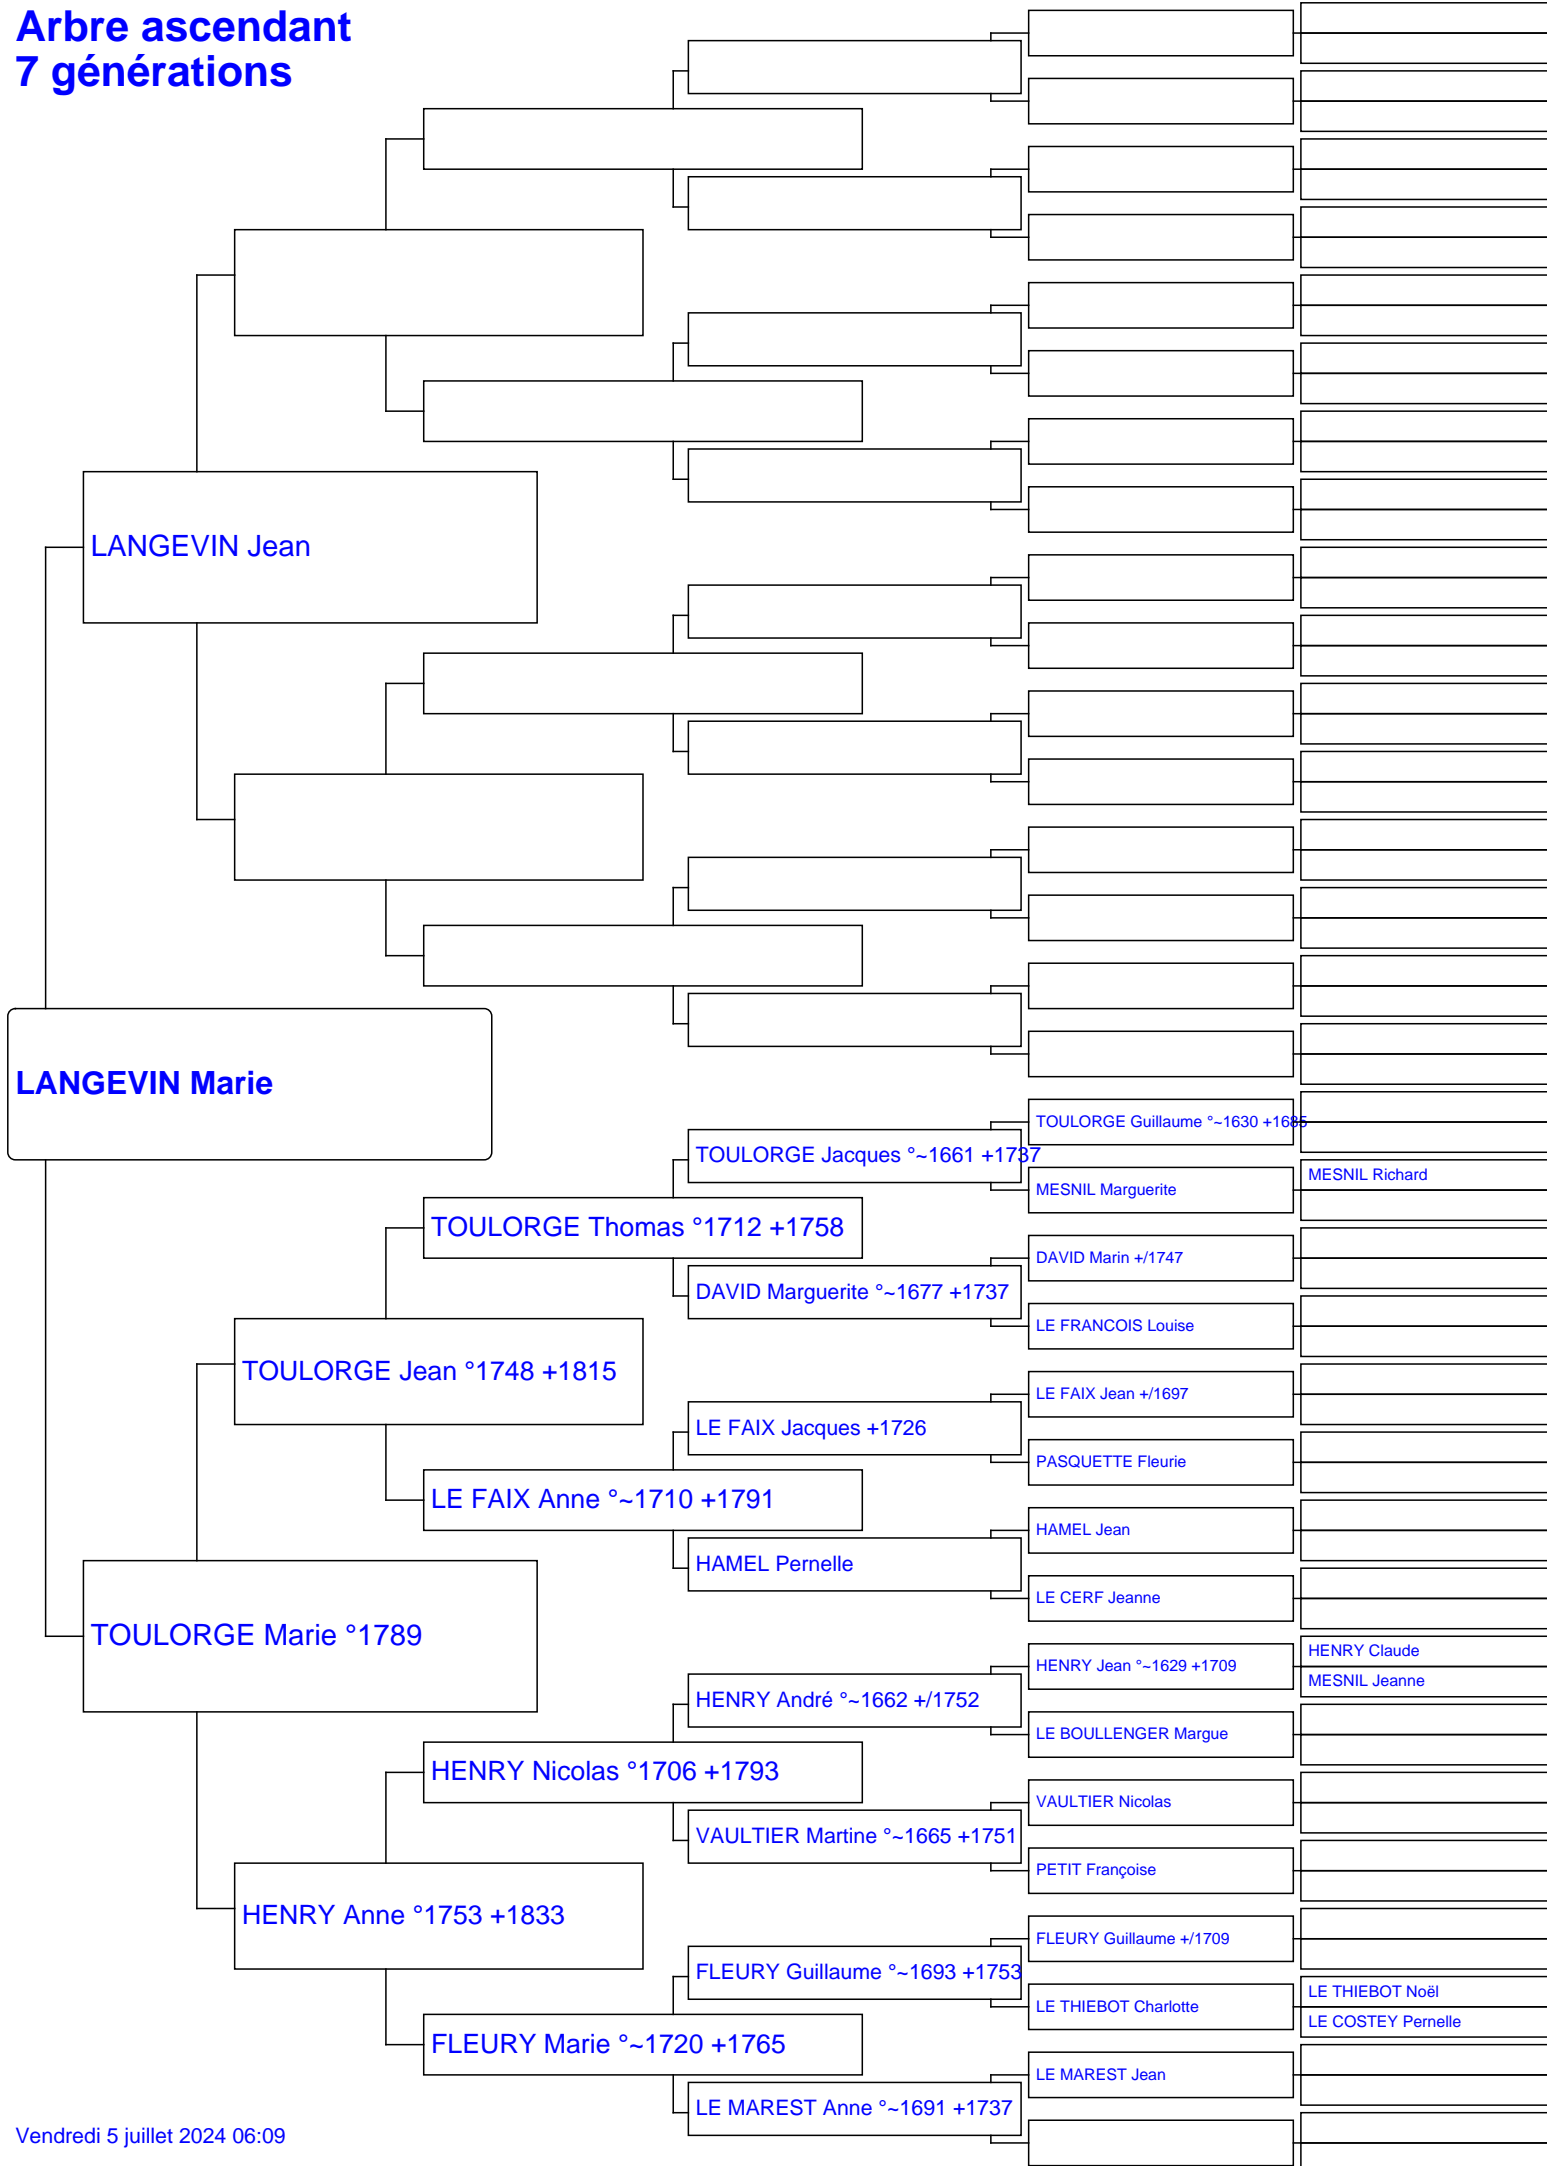 Arbre ascendant
7 générations
LANGEVIN Jean
LANGEVIN Marie
TOULORGE Guillaume °~1630 +1685
TOULORGE Jacques °~1661 +1737
MESNIL Richard
MESNIL Marguerite
TOULORGE Thomas °1712 +1758
DAVID Marin +/1747
DAVID Marguerite °~1677 +1737
LE FRANCOIS Louise
TOULORGE Jean °1748 +1815
LE FAIX Jean +/1697
LE FAIX Jacques +1726
PASQUETTE Fleurie
LE FAIX Anne °~1710 +1791
HAMEL Jean
HAMEL Pernelle
LE CERF Jeanne
TOULORGE Marie °1789
HENRY Claude
HENRY Jean °~1629 +1709
MESNIL Jeanne
HENRY André °~1662 +/1752
LE BOULLENGER Margue
HENRY Nicolas °1706 +1793
VAULTIER Nicolas
VAULTIER Martine °~1665 +1751
PETIT Françoise
HENRY Anne °1753 +1833
FLEURY Guillaume +/1709
FLEURY Guillaume °~1693 +1753
LE THIEBOT Noël
LE THIEBOT Charlotte
LE COSTEY Pernelle
FLEURY Marie °~1720 +1765
LE MAREST Jean
LE MAREST Anne °~1691 +1737
Vendredi 5 juillet 2024 06:09